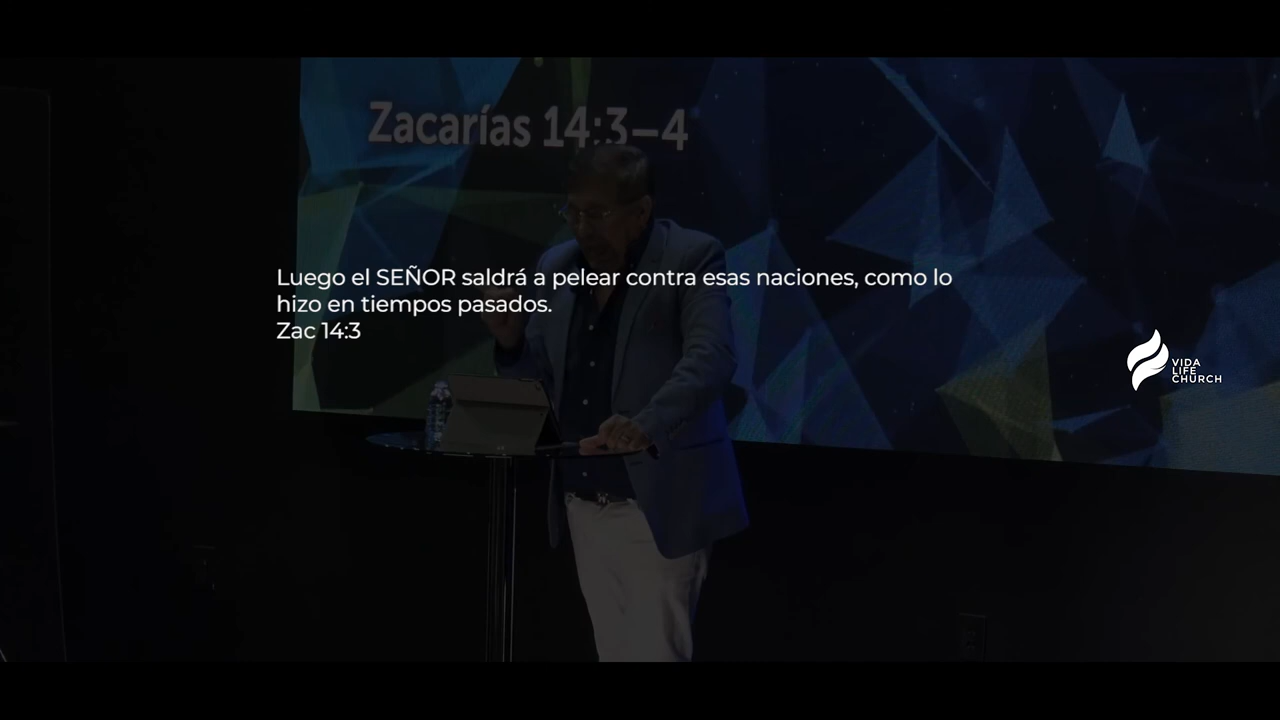 Zacarías 14:3–4
Luego el SEÑOR saldrá a pelear contra esas naciones, como lo
hizo en tiempos pasados.
Zac 14:3
VIDA
LIFE
CHURCH